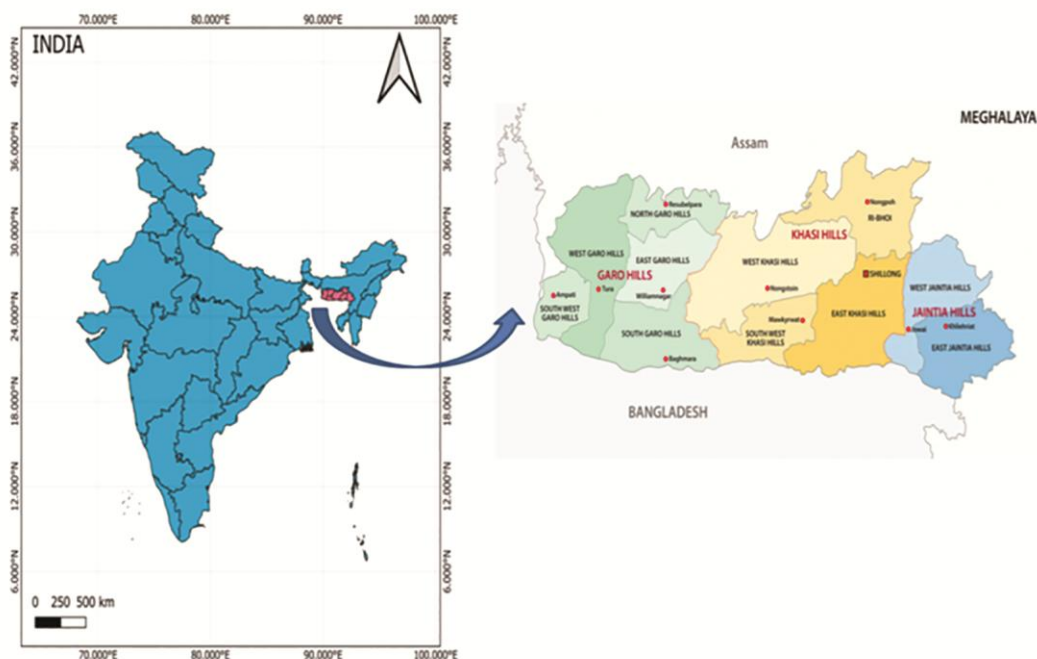 70.000°E 80.000°E 90.000°E 100.000°E
INDIA
42.000°N
36.000°N
30.000°N
24.000°N
18.000°N
12.000°N
6.000°N
42.000°N
36.000°N
30.000°N
24.000°N
18.000°N
12.000°N
6.000°N
0 250 500 km
70.000°E 80.000°E 90.000°E 100.000°E
MEGHALAYA
Assam
Resubelpara
NORTH GARO HILLS
WEST GARO HILLS
EAST GARO HILLS
GARO HILLS
Ampati
Tura
Williamnagar
SOUTH WEST
GARO HILLS
SOUTH GARO HILLS
Baghmara
Nongpoh
RI-BHOI
KHASI HILLS
WEST KHASI HILLS
SHILLONG
Nongstoin
Mawkyrwat
SOUTH WEST
KHASI HILLS
EAST KHASI HILLS
WEST JAINTIA HILLS
JAINTIA HILLS
Jowai
Khliehriat
EAST JAINTIA HILLS
BANGLADESH